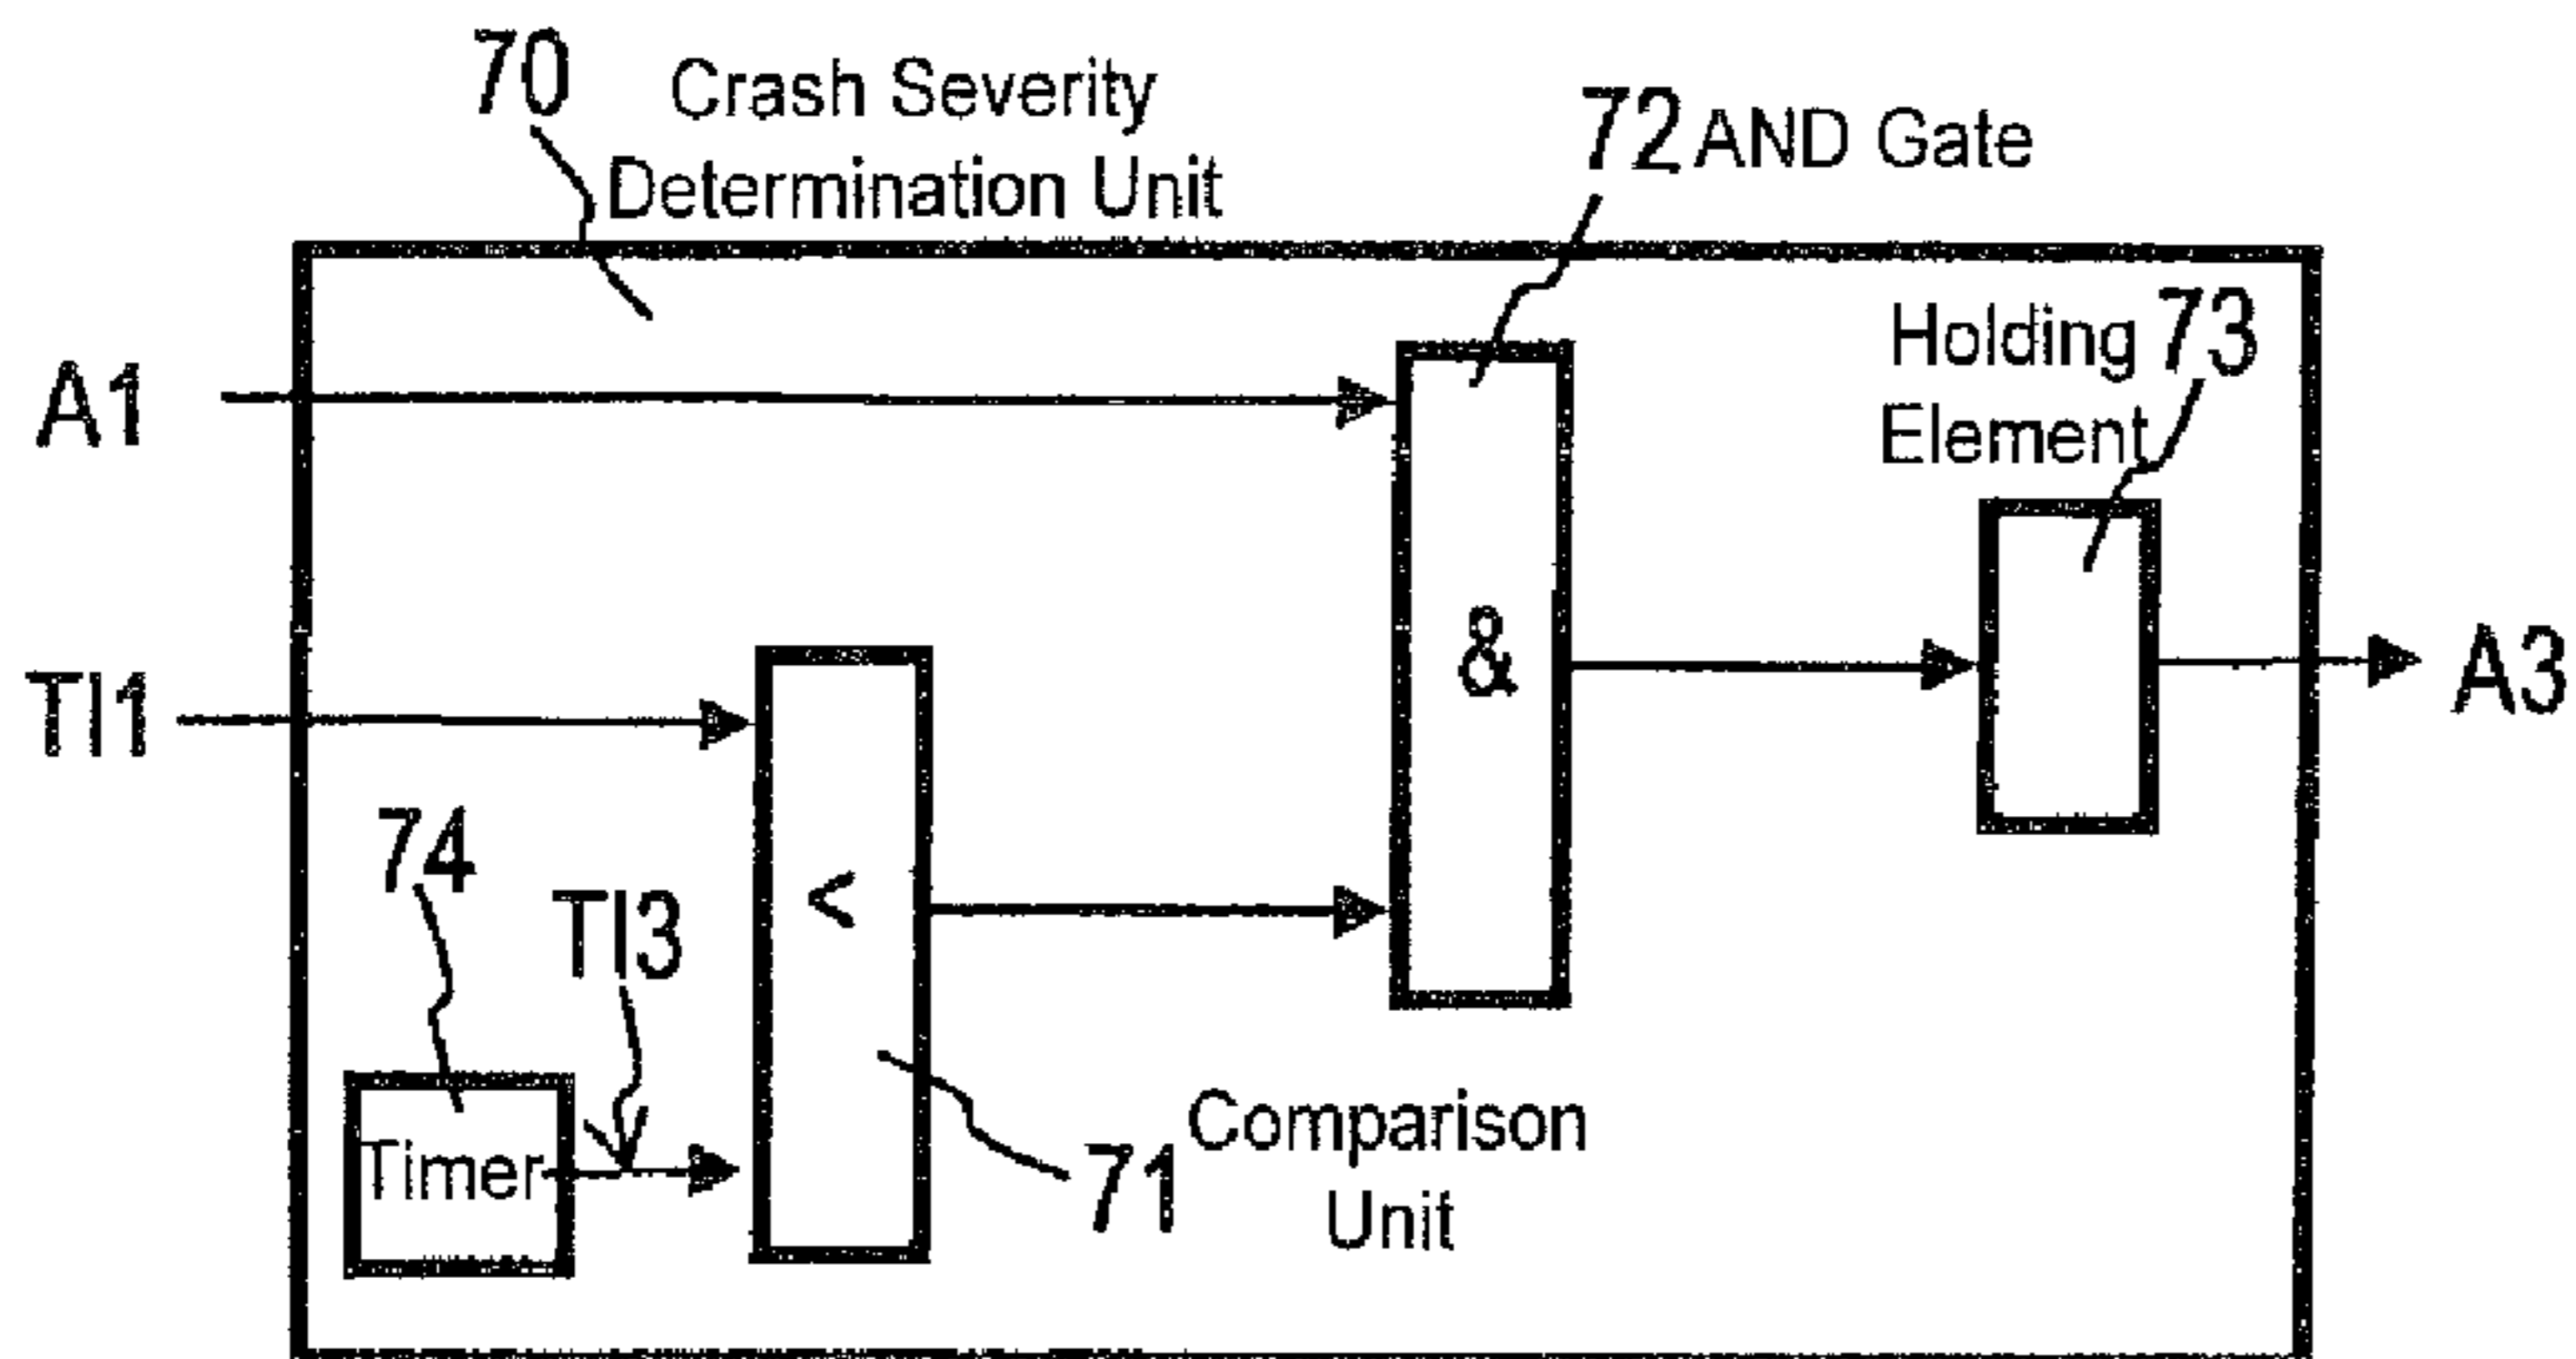 70 Crash Severity
Determination Unit
72 AND Gate
Holding 73
Element
A1
&
A3
TI1
74
TI3
<
Timer
71 Comparison
Unit